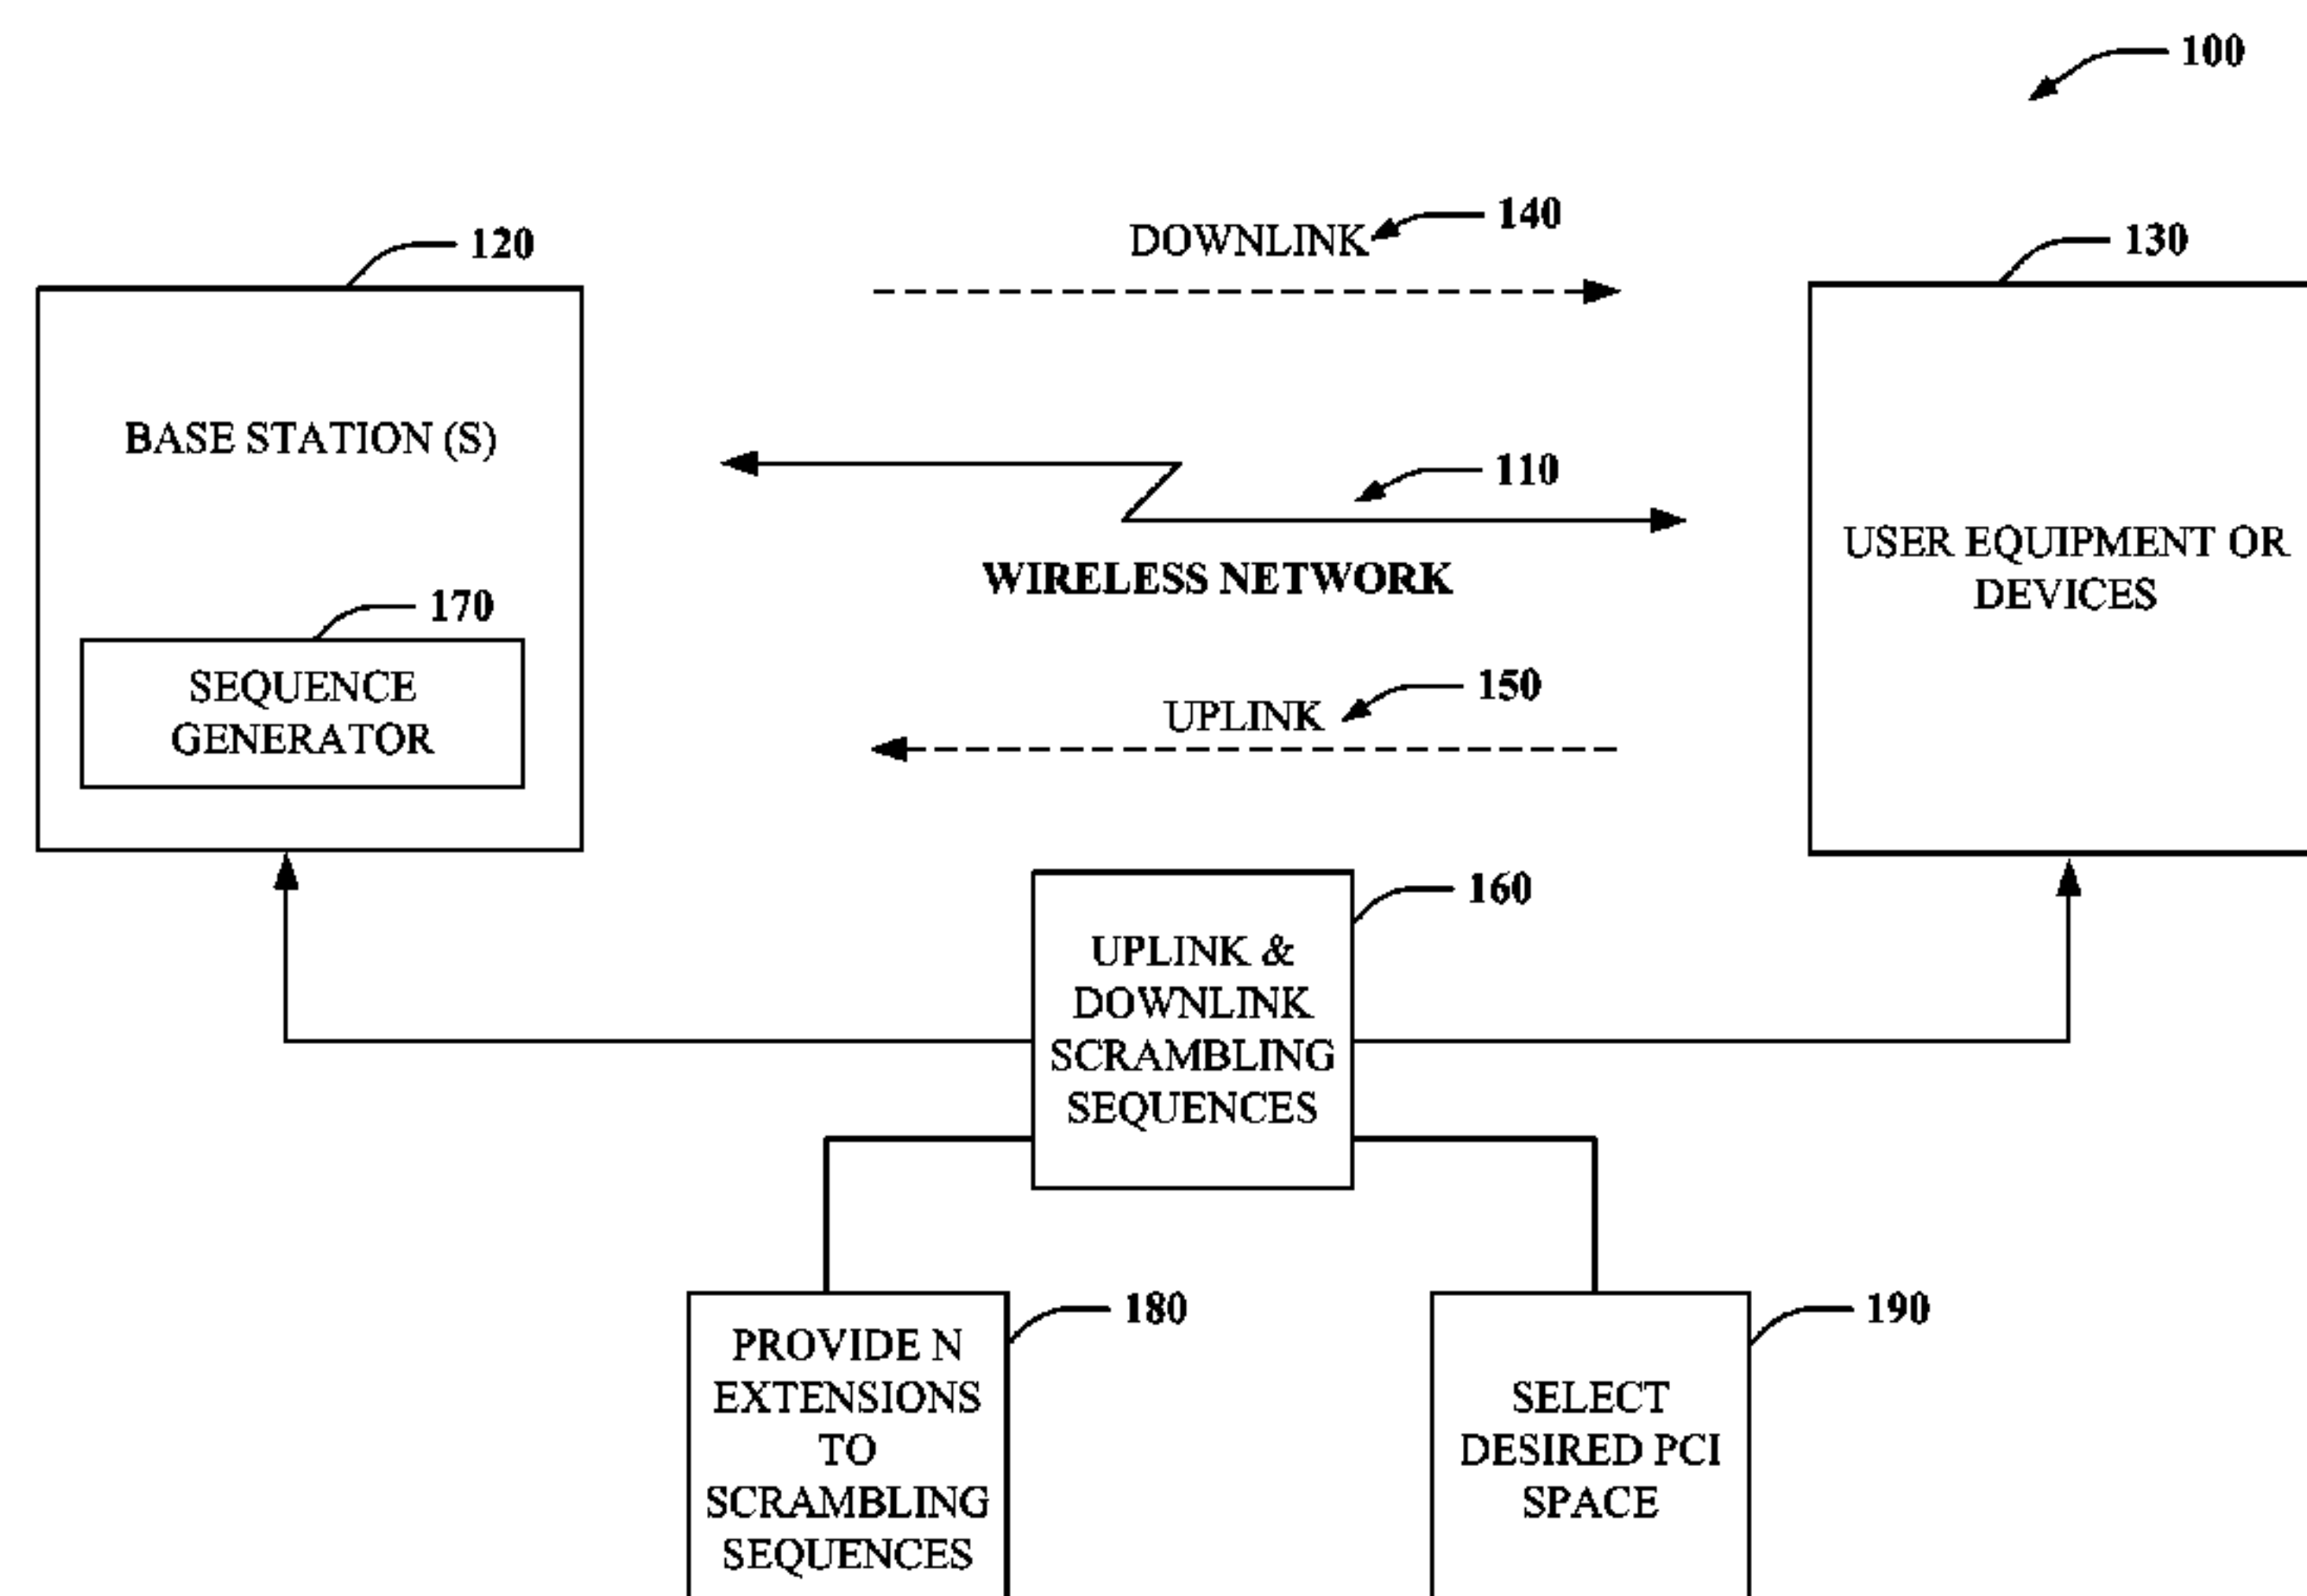 100
DOWNLINK
140
120
130
BASE STATION (S)
110
WIRELESS NETWORK
USER EQUIPMENT OR
DEVICES
170
SEQUENCE
GENERATOR
UPLINK
150
160
UPLINK &
DOWNLINK
SCRAMBLING
SEQUENCES
180
PROVIDE N
EXTENSIONS
TO
SCRAMBLING
SEQUENCES
190
SELECT
DESIRED PCI
SPACE